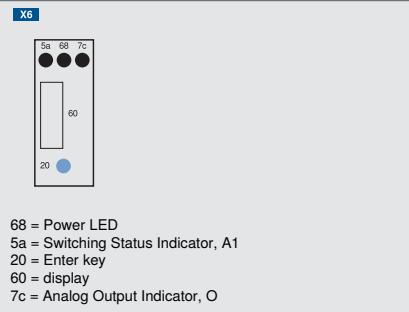 X6
5a 68 7c
60
20
68 = Power LED
5a = Switching Status Indicator, A1
20 = Enter key
60 = display
7c = Analog Output Indicator, O